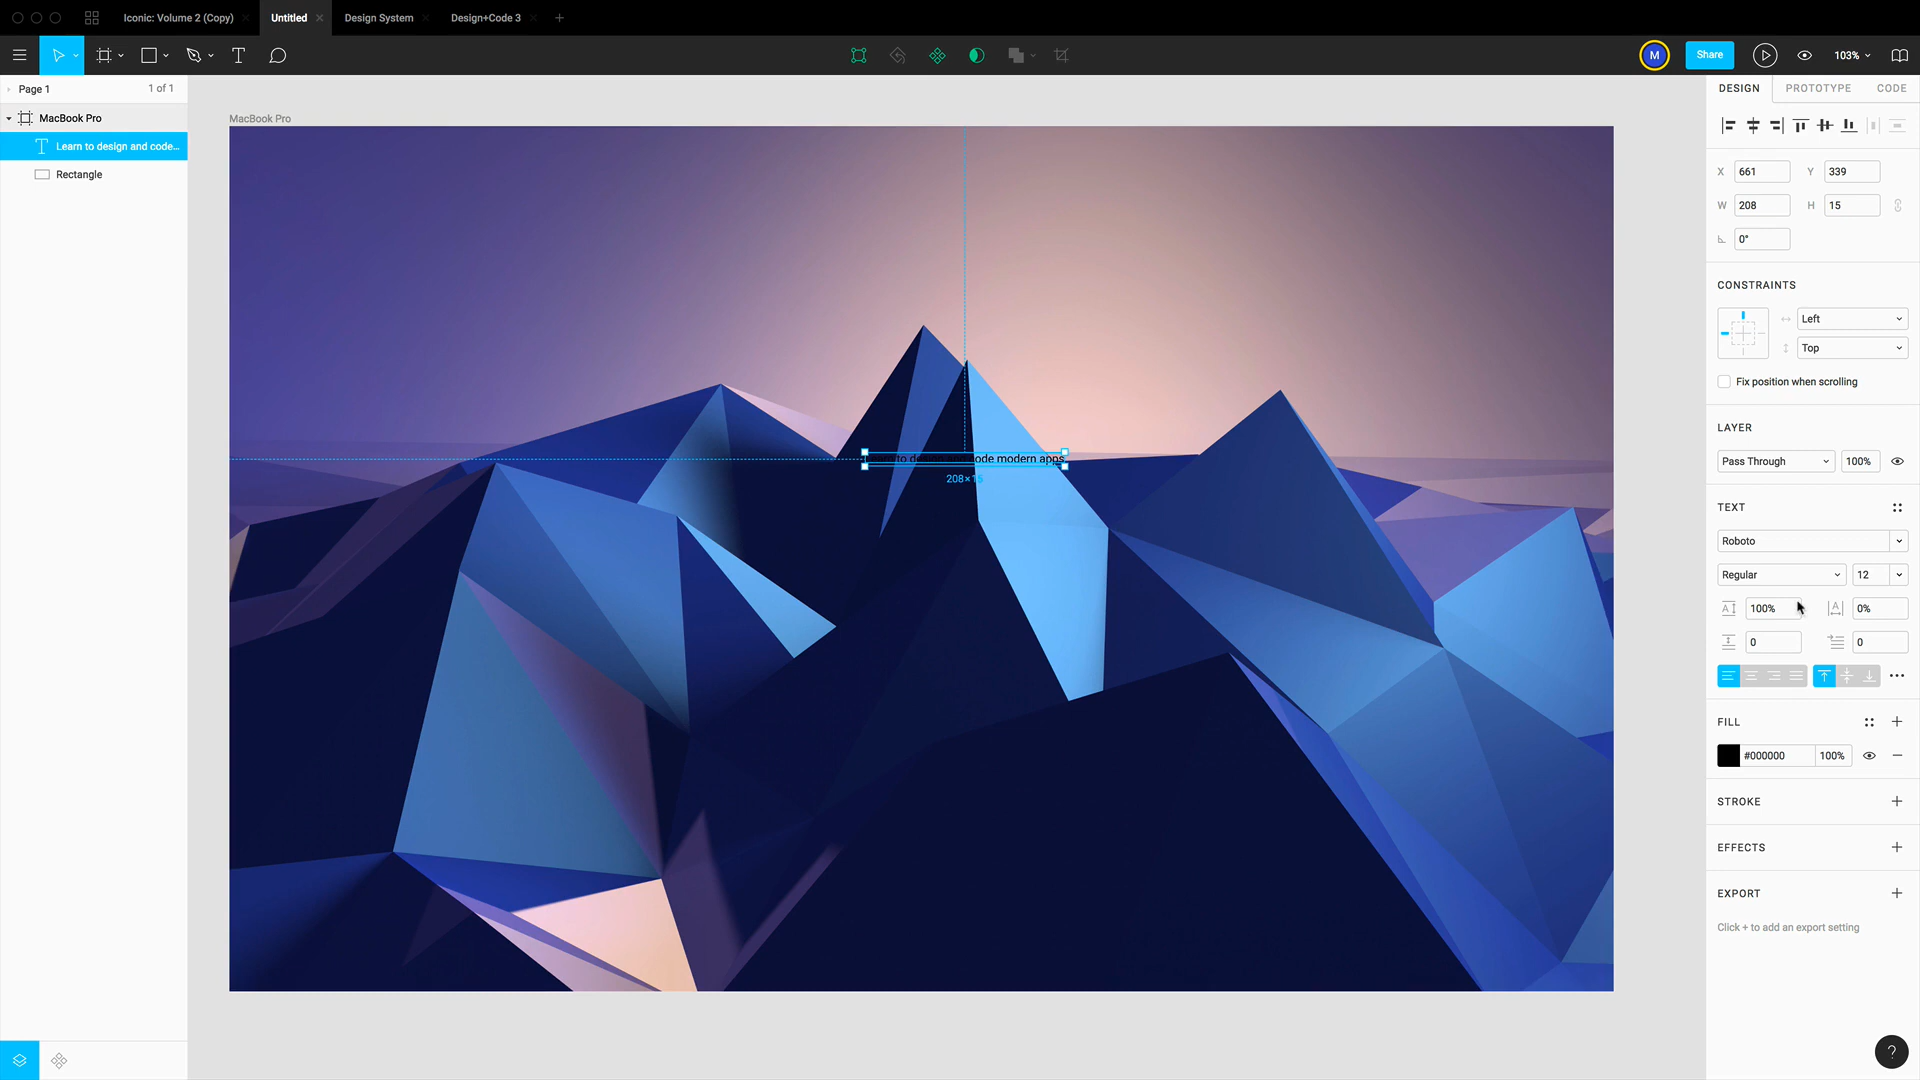 Iconic: Volume 2 (Copy)
Untitled
Design System
Design+Code 3
M
Share
103%
Page 1
1 of 1
MacBook Pro
Learn to design and code...
Rectangle
MacBook Pro
to code modern apps
208×15
DESIGN
PROTOTYPE
CODE
X 661 Y 339
W 208 H 15
0°
CONSTRAINTS
Left
Top
Fix position when scrolling
LAYER
Pass Through 100%
TEXT
Roboto
Regular 12
A 100% A 0%
0 0
FILL
#000000 100%
STROKE
EFFECTS
EXPORT
Click + to add an export setting
?